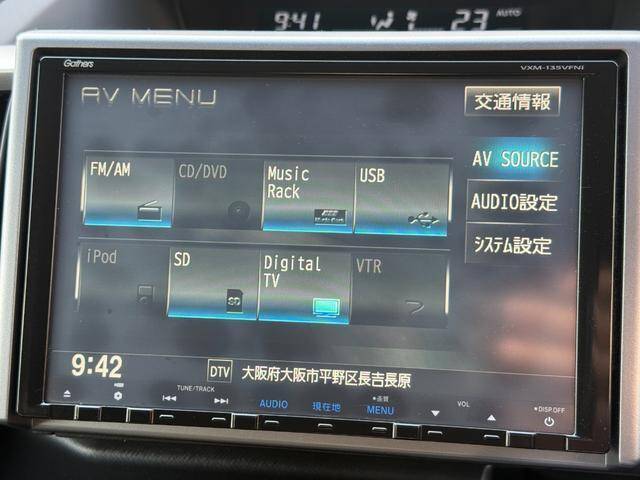 9:41 23 AUTO
Gathers VXM-135VFNi
AV MENU
交通情報
FM/AM CD/DVD Music Rack USB
AV SOURCE
AUDIO設定
システム設定
iPod SD Digital TV VTR
SD
9:42 DTV 大阪府大阪市平野区長吉長原
TUNE/TRACK
AUDIO 現在地 ★画質 MENU VOL ★DISP OFF